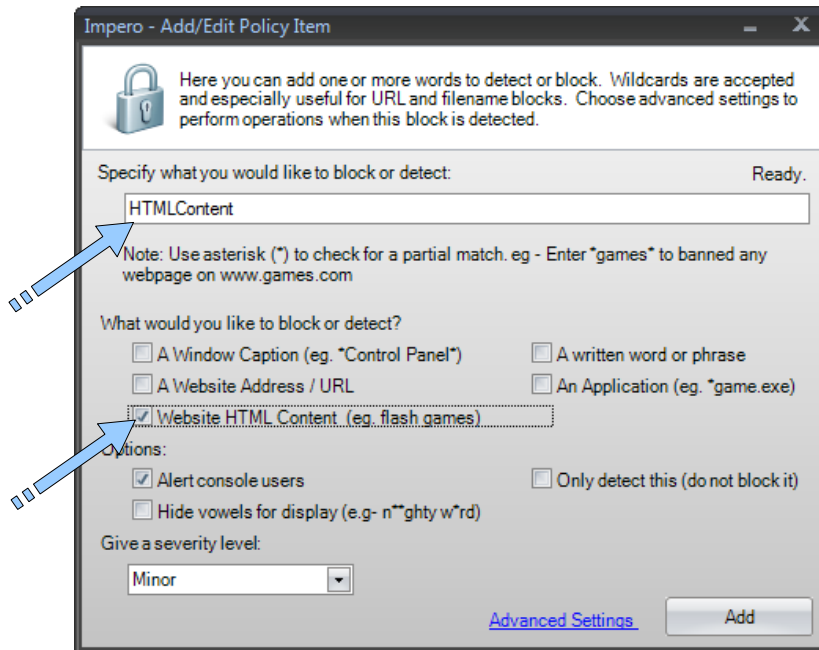 Impero - Add/Edit Policy Item
Here you can add one or more words to detect or block. Wildcards are accepted
and especially useful for URL and filename blocks. Choose advanced settings to
perform operations when this block is detected.
Specify what you would like to block or detect: Ready.
HTMLContent
Note: Use asterisk (*) to check for a partial match. eg - Enter *games* to banned any
webpage on www.games.com
What would you like to block or detect?
A Window Caption (eg. *Control Panel*) A written word or phrase
A Website Address / URL An Application (eg. *game.exe)
Website HTML Content (eg. flash games)
Options:
Alert console users Only detect this (do not block it)
Hide vowels for display (e.g- n**ghty w*rd)
Give a severity level:
Minor
Advanced Settings Add